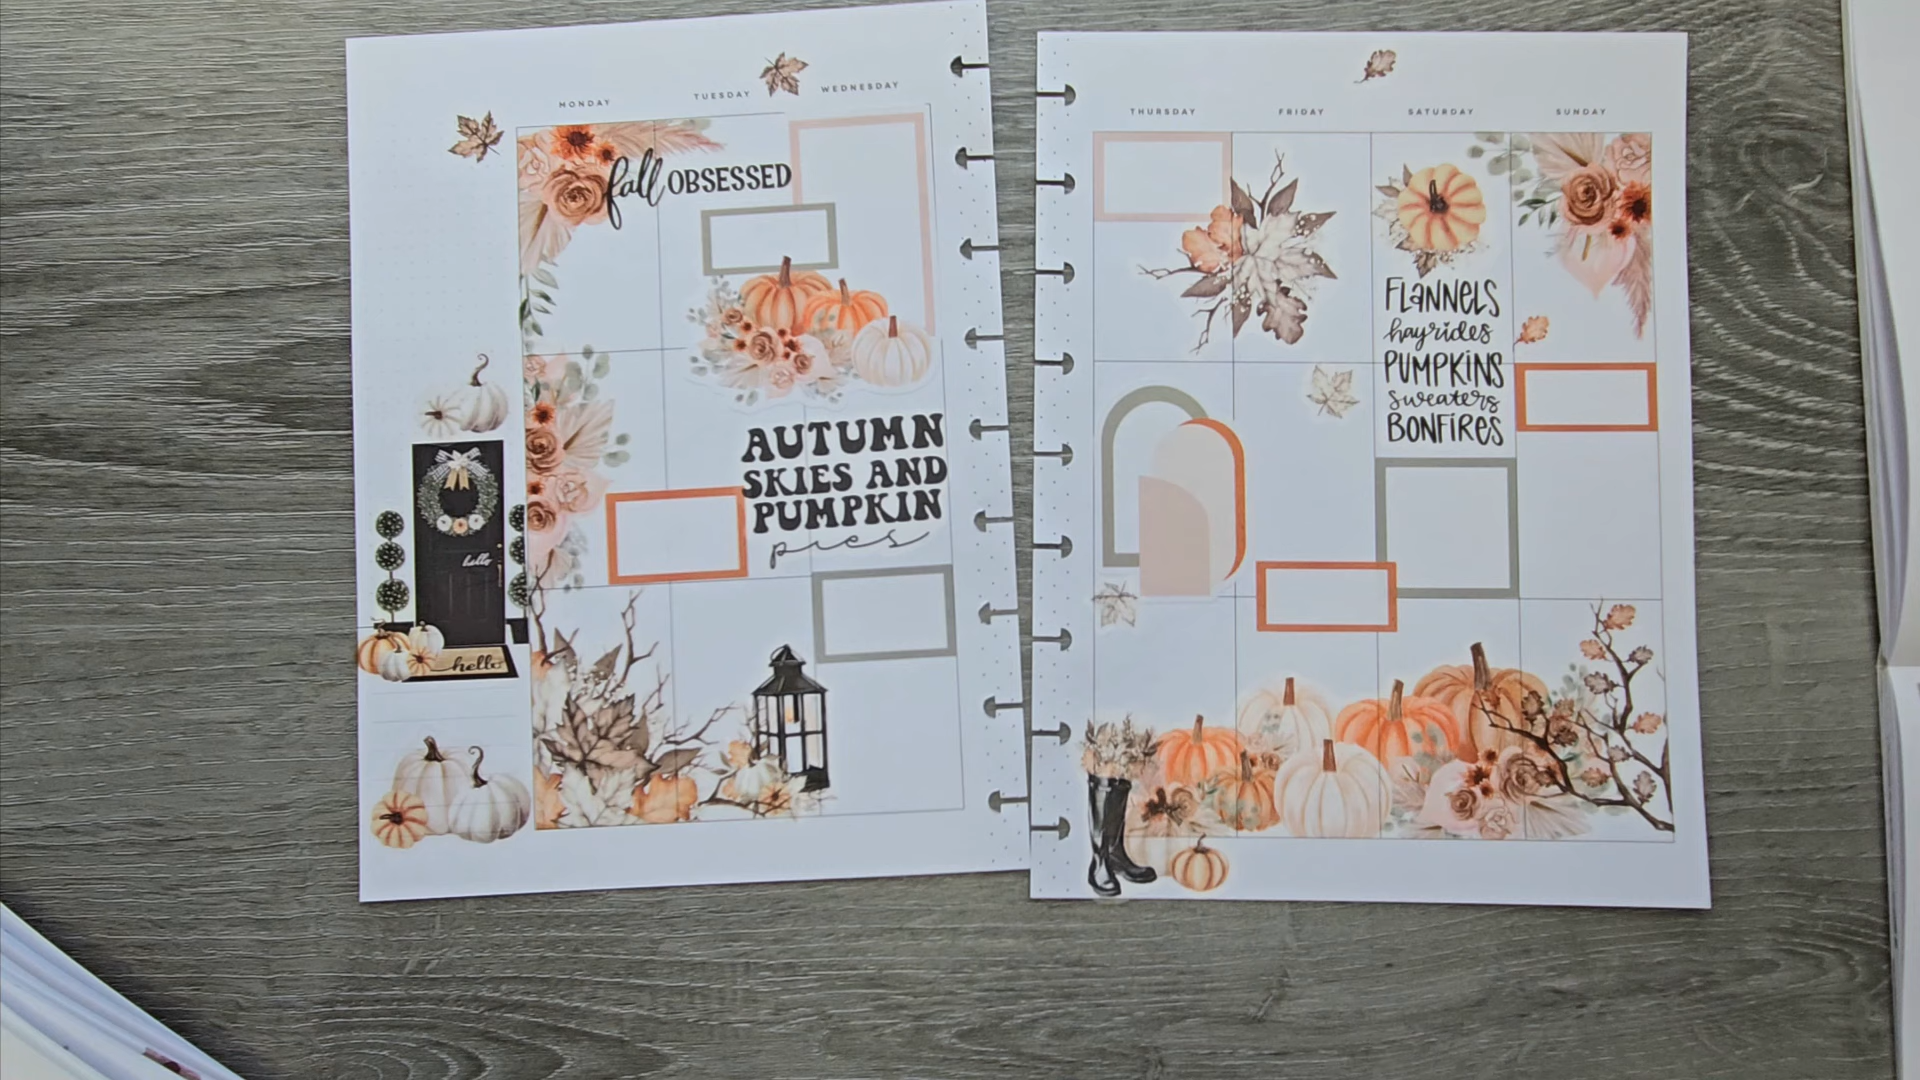 MONDAY
TUESDAY
WEDNESDAY
fall OBSESSED
AUTUMN
SKIES AND
PUMPKIN
pies
hello
hello
THURSDAY
FRIDAY
SATURDAY
SUNDAY
FLANNELS
hayrides
PUMPKINS
sweaters
BONFIRES